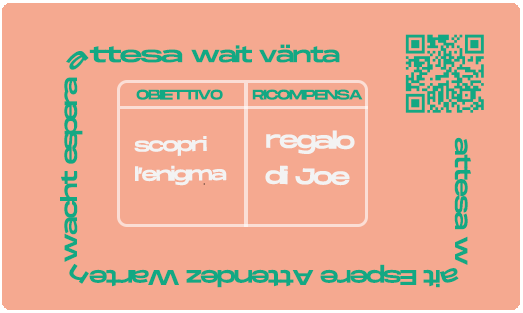 attesa wait vänta
attesa wait Espere Attendez Warten
wacht espera
OBIETTIVO
RICOMPENSA
scopri
l'enigma
regalo
di Joe